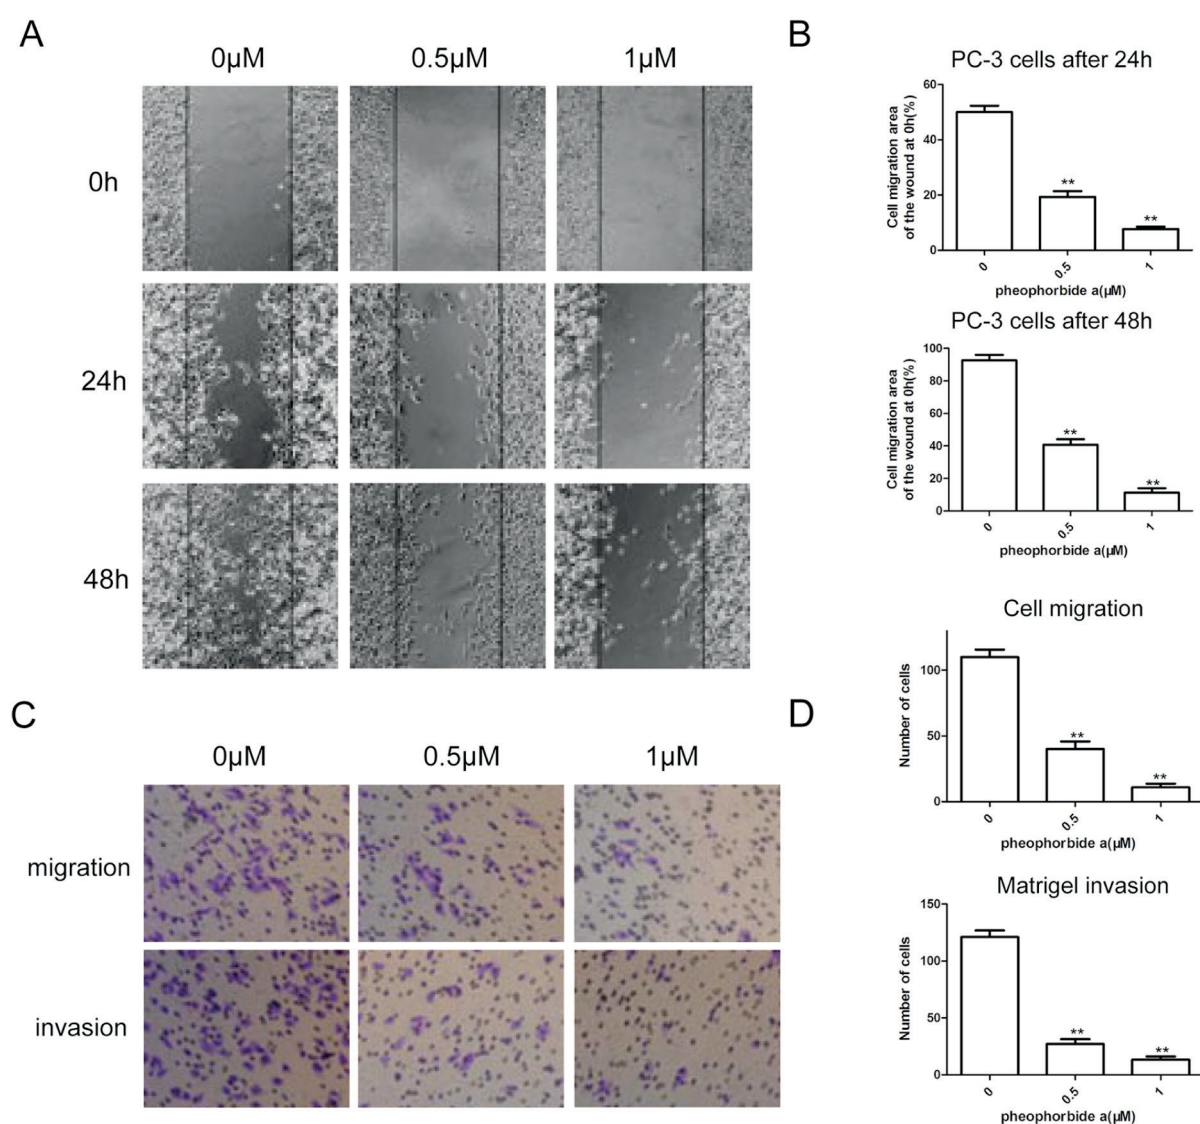 A
0µM
0.5µM
1µM
0h
24h
48h
B
PC-3 cells after 24h
Cell migration area
of the wound at 0h(%)
60
40
20
0
**
**
0
0.5
1
pheophorbide a(µM)
PC-3 cells after 48h
Cell migration area
of the wound at 0h(%)
100
80
60
40
20
0
**
**
0
0.5
1
pheophorbide a(µM)
C
0µM
0.5µM
1µM
migration
invasion
D
Cell migration
Number of cells
100
50
0
**
**
0
0.5
1
pheophorbide a(µM)
Matrigel invasion
Number of cells
150
100
50
0
**
**
0
0.5
1
pheophorbide a(µM)